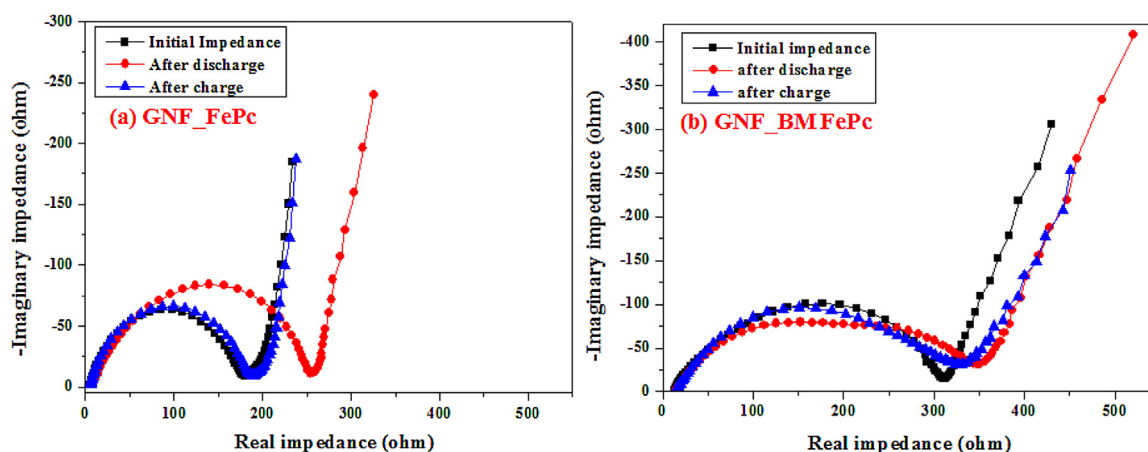 -300
-250
-200
-150
-100
-50
0
-Imaginary impedance (ohm)
Initial Impedance
After discharge
After charge
(a) GNF_FePc
0 100 200 300 400 500
Real impedance (ohm)
-400
-350
-300
-250
-200
-150
-100
-50
0
-Imaginary impedance (ohm)
Initial impedance
after discharge
after charge
(b) GNF_BMFePc
0 100 200 300 400 500
Real impedance (ohm)